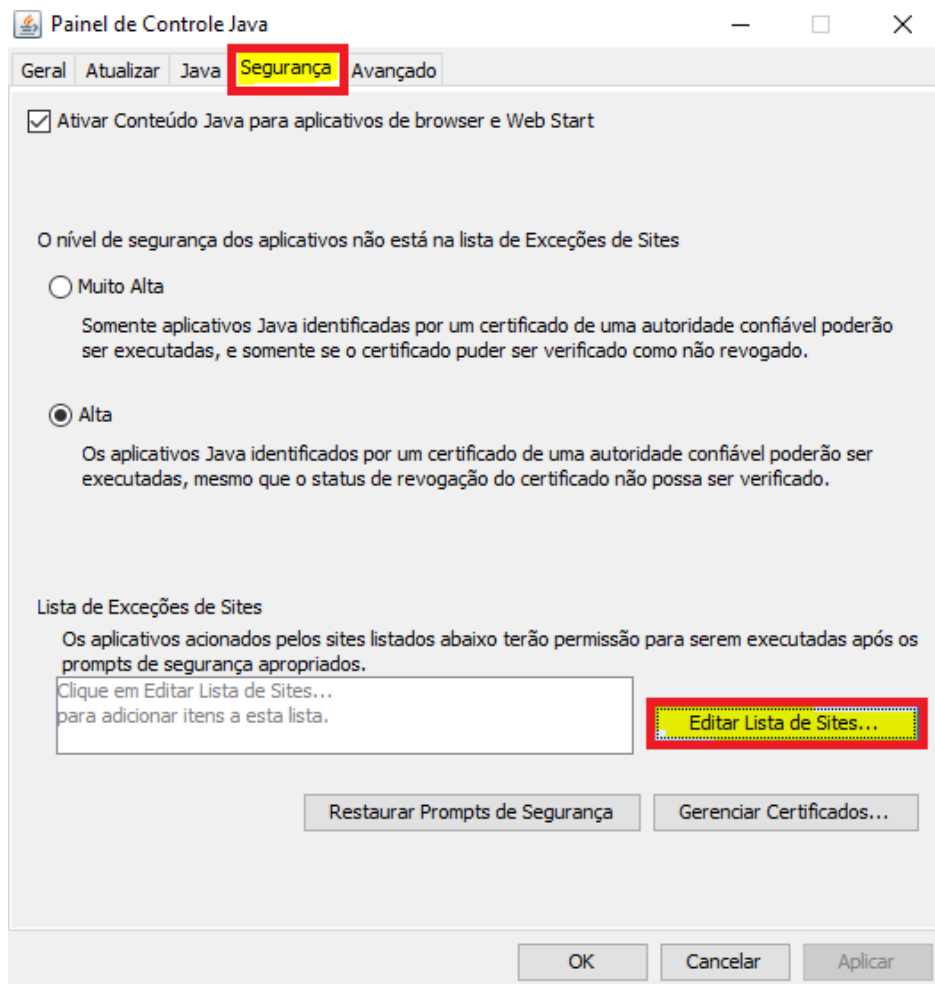 Painel de Controle Java
Geral Atualizar Java Segurança Avançado
Ativar Conteúdo Java para aplicativos de browser e Web Start
O nível de segurança dos aplicativos não está na lista de Exceções de Sites
Muito Alta
Somente aplicativos Java identificadas por um certificado de uma autoridade confiável poderão
ser executadas, e somente se o certificado puder ser verificado como não revogado.
Alta
Os aplicativos Java identificados por um certificado de uma autoridade confiável poderão ser
executadas, mesmo que o status de revogação do certificado não possa ser verificado.
Lista de Exceções de Sites
Os aplicativos acionados pelos sites listados abaixo terão permissão para serem executadas após os
prompts de segurança apropriados.
Clique em Editar Lista de Sites...
para adicionar itens a esta lista.
Editar Lista de Sites...
Restaurar Prompts de Segurança Gerenciar Certificados...
OK Cancelar Aplicar